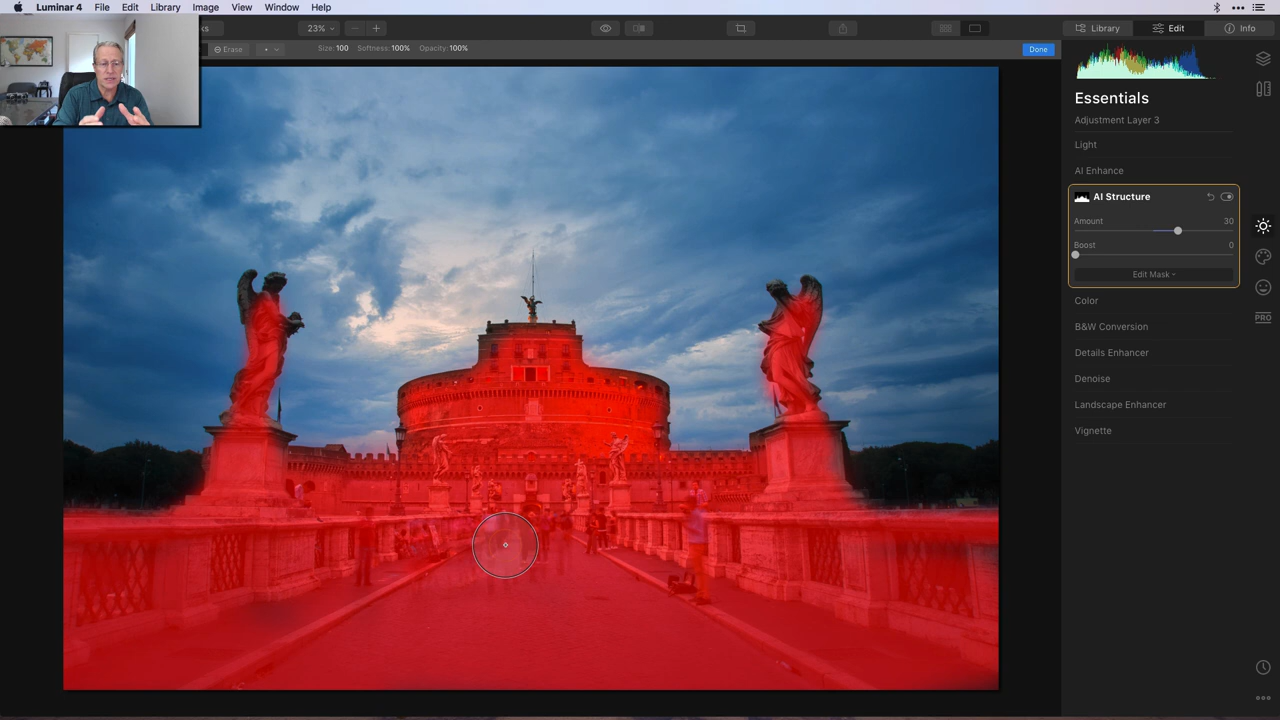 Luminar 4 File Edit Library Image View Window Help
23%
Library Edit Info
Erase Size: 100 Softness: 100% Opacity: 100% Done
Essentials
Adjustment Layer 3
Light
AI Enhance
AI Structure
Amount 30
Boost 0
Edit Mask
Color
B&W Conversion
Details Enhancer
Denoise
Landscape Enhancer
Vignette
PRO